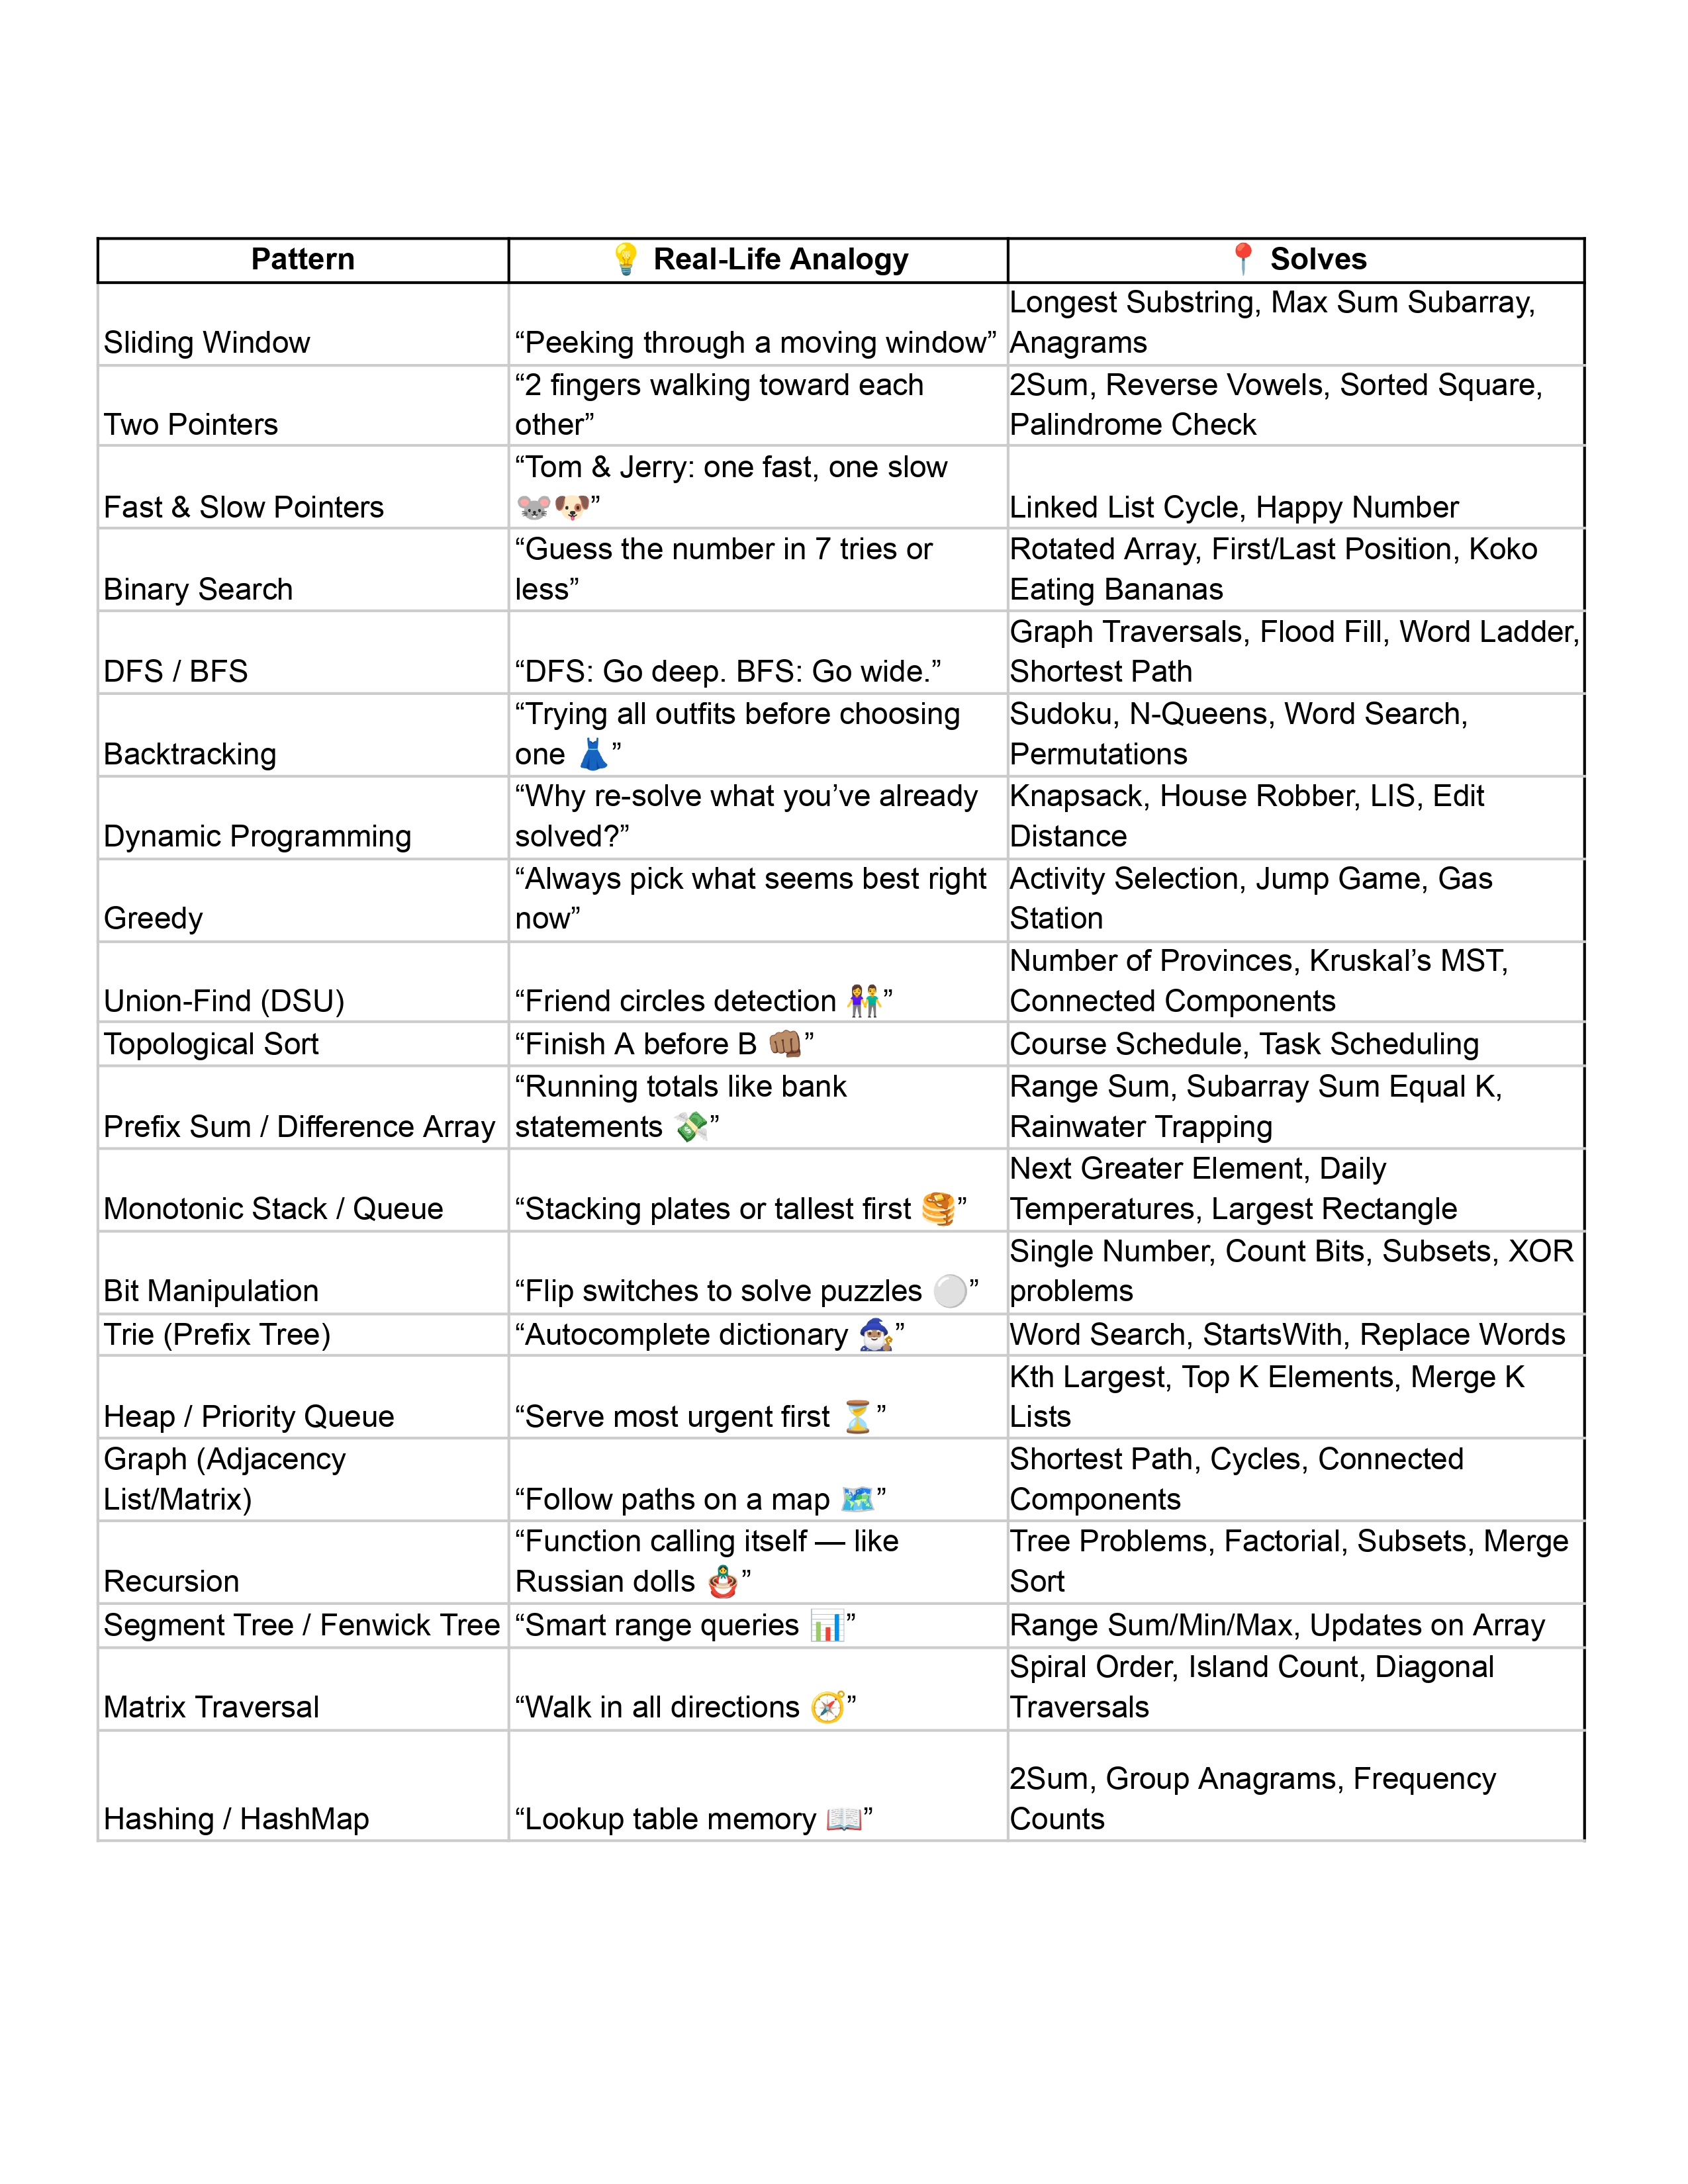 Pattern
💡 Real-Life Analogy
📍 Solves
Sliding Window
“Peeking through a moving window”
Longest Substring, Max Sum Subarray,
Anagrams
Two Pointers
“2 fingers walking toward each
other”
2Sum, Reverse Vowels, Sorted Square,
Palindrome Check
Fast & Slow Pointers
“Tom & Jerry: one fast, one slow
🐭🐶”
Linked List Cycle, Happy Number
Binary Search
“Guess the number in 7 tries or
less”
Rotated Array, First/Last Position, Koko
Eating Bananas
DFS / BFS
“DFS: Go deep. BFS: Go wide.”
Graph Traversals, Flood Fill, Word Ladder,
Shortest Path
Backtracking
“Trying all outfits before choosing
one 👗”
Sudoku, N-Queens, Word Search,
Permutations
Dynamic Programming
“Why re-solve what you’ve already
solved?”
Knapsack, House Robber, LIS, Edit
Distance
Greedy
“Always pick what seems best right
now”
Activity Selection, Jump Game, Gas
Station
Union-Find (DSU)
“Friend circles detection 👫”
Number of Provinces, Kruskal’s MST,
Connected Components
Topological Sort
“Finish A before B 👊🏽”
Course Schedule, Task Scheduling
Prefix Sum / Difference Array
“Running totals like bank
statements 💸”
Range Sum, Subarray Sum Equal K,
Rainwater Trapping
Monotonic Stack / Queue
“Stacking plates or tallest first 🥞”
Next Greater Element, Daily
Temperatures, Largest Rectangle
Bit Manipulation
“Flip switches to solve puzzles ⚪”
Single Number, Count Bits, Subsets, XOR
problems
Trie (Prefix Tree)
“Autocomplete dictionary 🧙🏽‍♂️”
Word Search, StartsWith, Replace Words
Heap / Priority Queue
“Serve most urgent first ⏳”
Kth Largest, Top K Elements, Merge K
Lists
Graph (Adjacency
List/Matrix)
“Follow paths on a map 🗺️”
Shortest Path, Cycles, Connected
Components
Recursion
“Function calling itself — like
Russian dolls 🪆”
Tree Problems, Factorial, Subsets, Merge
Sort
Segment Tree / Fenwick Tree
“Smart range queries 📊”
Range Sum/Min/Max, Updates on Array
Matrix Traversal
“Walk in all directions 🧭”
Spiral Order, Island Count, Diagonal
Traversals
Hashing / HashMap
“Lookup table memory 📖”
2Sum, Group Anagrams, Frequency
Counts